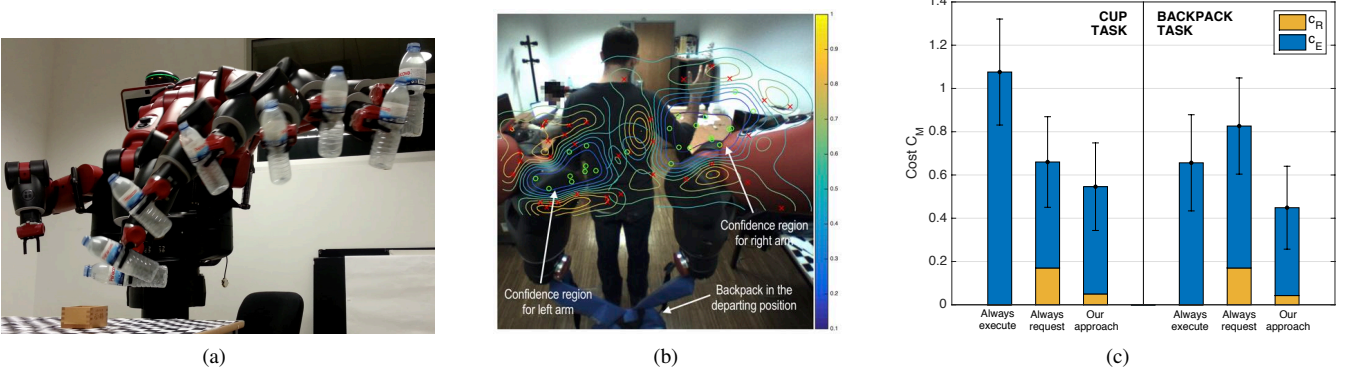 1
0.9
0.8
0.7
0.6
0.5
0.4
0.3
0.2
0.1
Confidence region
for right arm
Confidence region
for left arm
Backpack in the
departing position
1.4
1.2
1
0.8
0.6
0.4
0.2
0
Cost C_M
CUP
TASK
BACKPACK
TASK
c_R
c_E
Always
execute
Always
request
Our
approach
Always
execute
Always
request
Our
approach
(a)
(b)
(c)